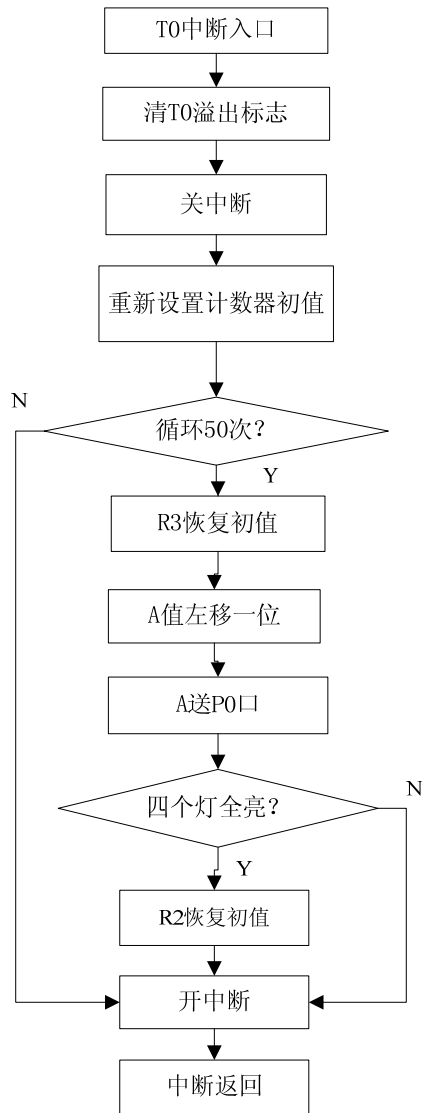 T0中断入口
清T0溢出标志
关中断
重新设置计数器初值
N
循环50次?
Y
R3恢复初值
A值左移一位
A送P0口
N
四个灯全亮?
Y
R2恢复初值
开中断
中断返回